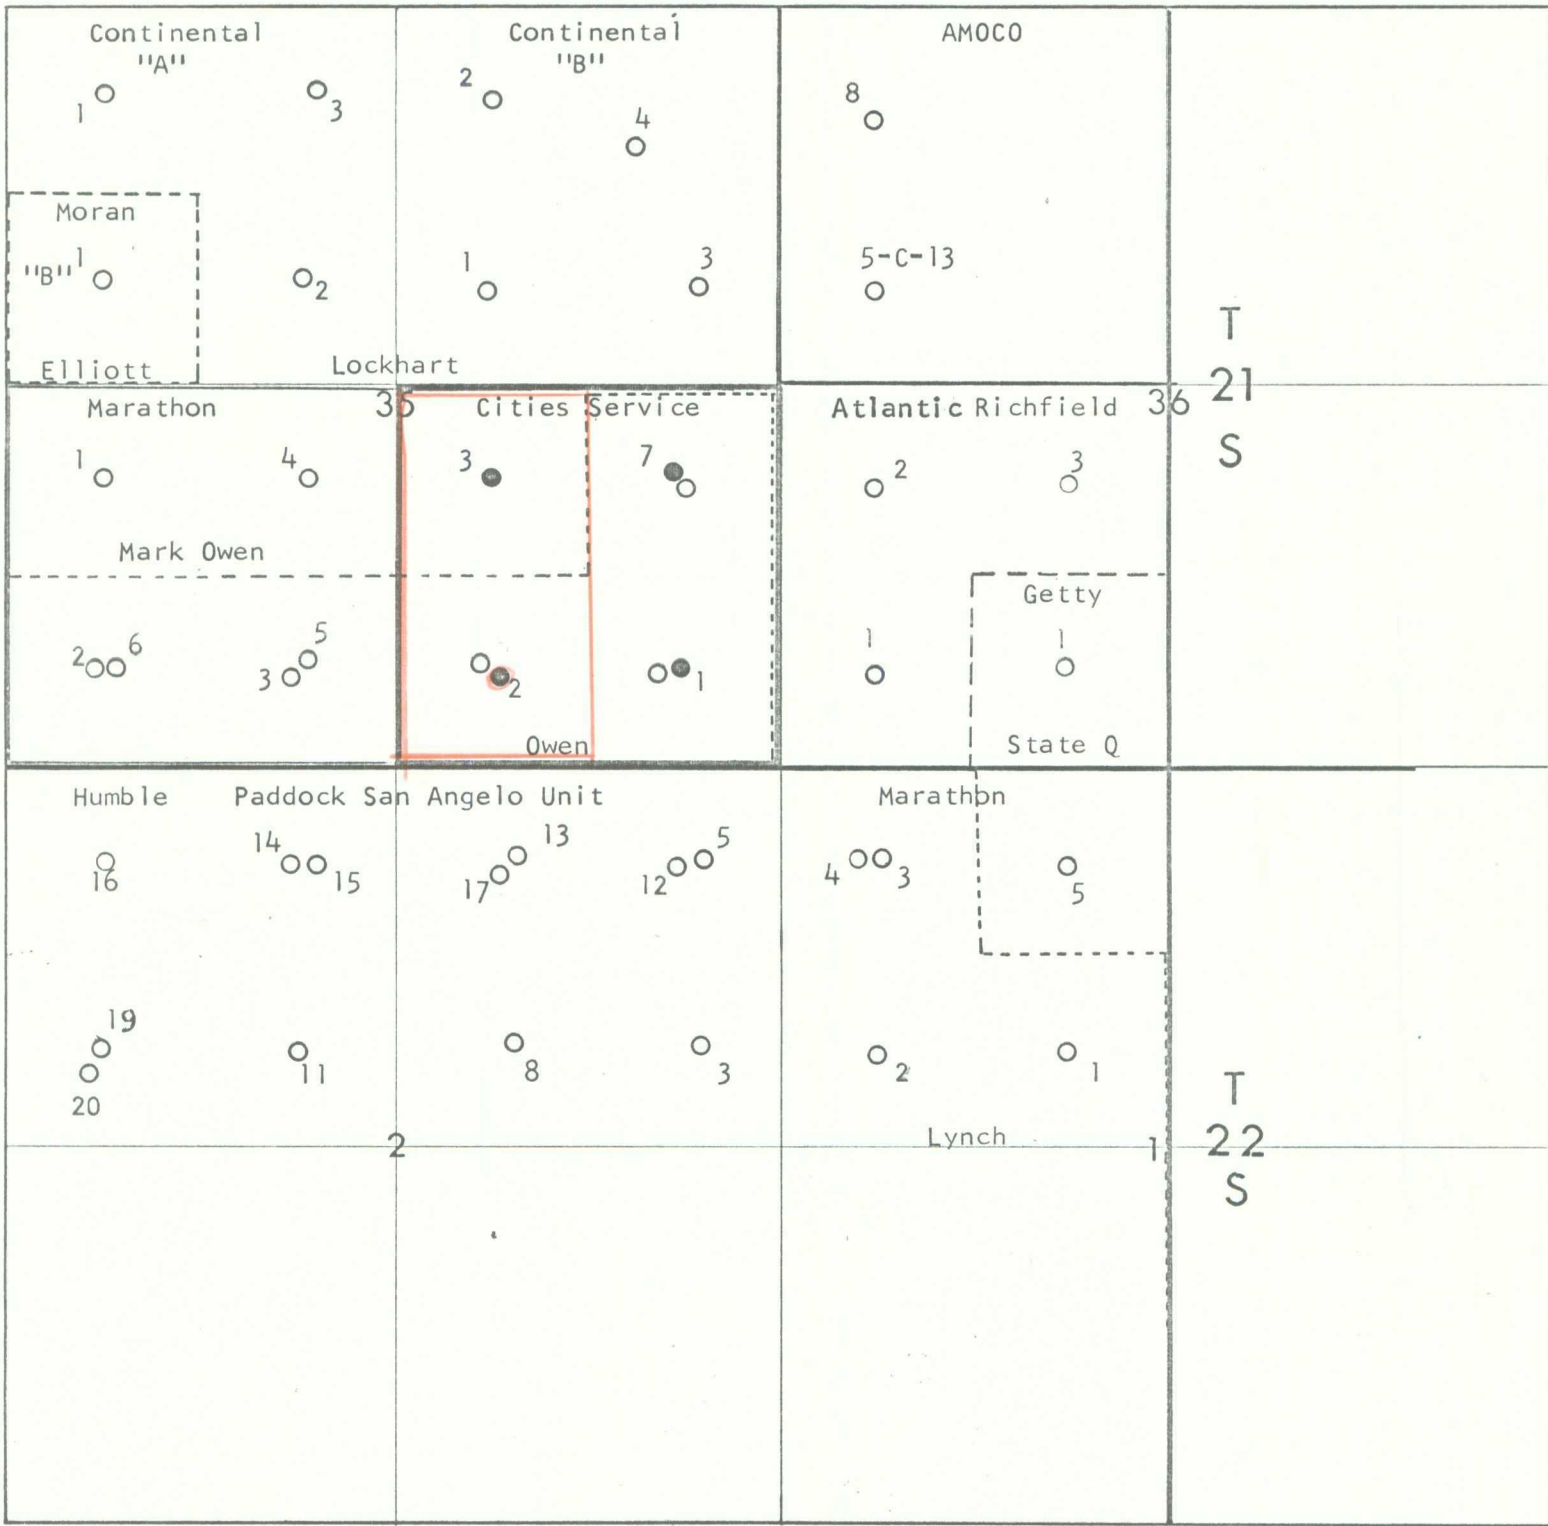 Continental
"A"
1
3
Moran
"B" 1
2
Elliott
Lockhart
Continental
"B"
2
4
1
3
AMOCO
8
5-C-13
T
21
S
Marathon
35
1
4
Mark Owen
2
6
5
3
Cities Service
3
7
2
1
Owen
Atlantic Richfield
36
2
3
1
Getty
1
State Q
Humble
Paddock San Angelo Unit
16
14
15
13
17
5
12
19
20
11
8
3
2
Marathon
4
3
5
2
1
Lynch
1
T
22
S